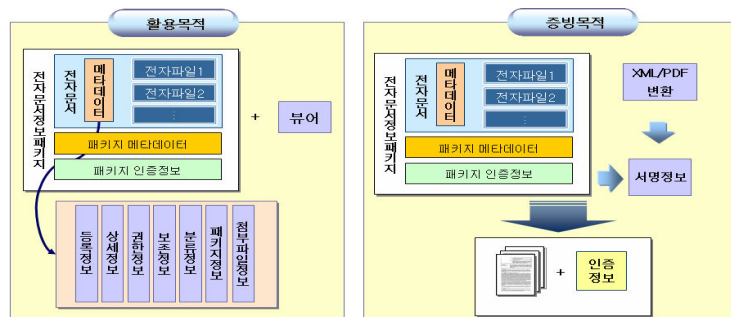 활용목적
전자문서정보패키지
전자문서
메타데이터
전자파일1
전자파일2
⋮
패키지 메타데이터
패키지 인증정보
+
뷰어
등록정보
상세정보
권한정보
보존정보
분류정보
패키지정보
첨부파일정보
증빙목적
전자문서정보패키지
전자문서
메타데이터
전자파일1
전자파일2
⋮
패키지 메타데이터
패키지 인증정보
XML/PDF
변환
서명정보
+
인증
정보